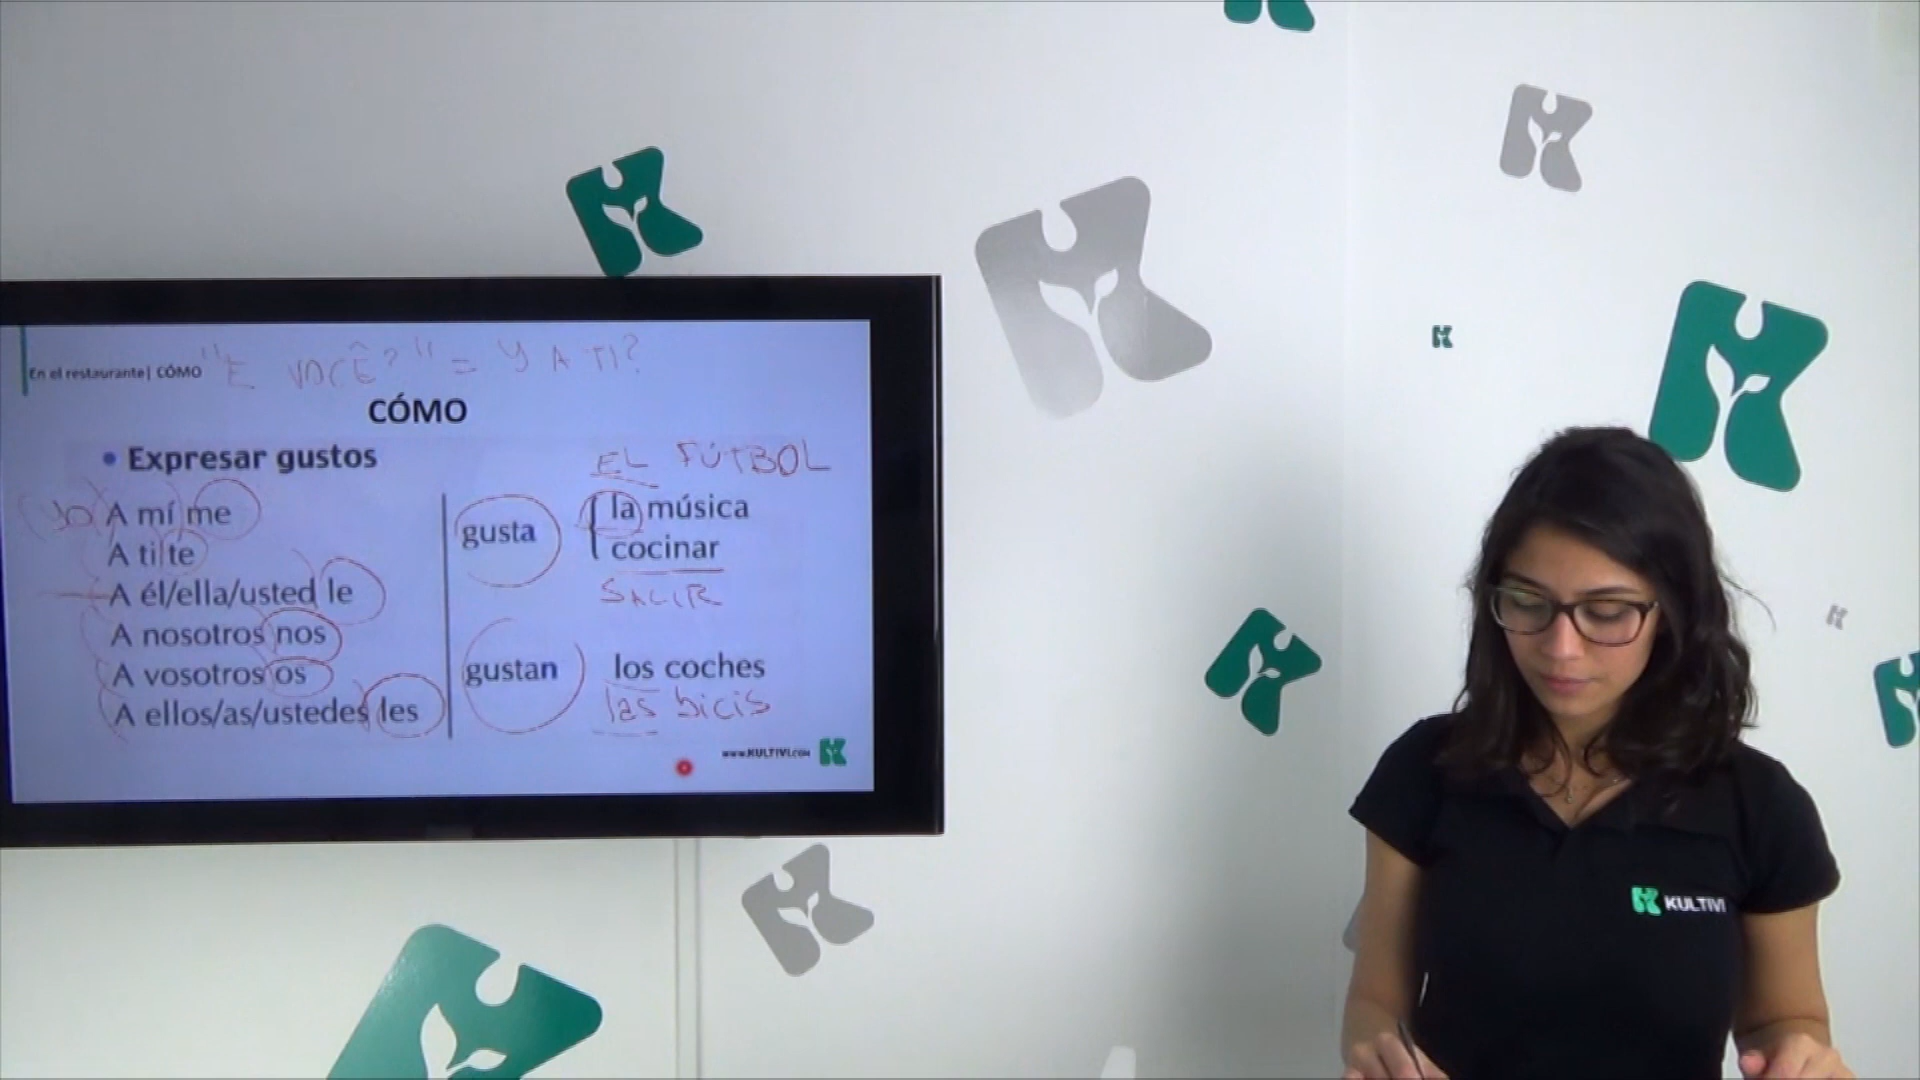 "E VOCÊ?" = Y A TI?
En el restaurante| CÓMO
CÓMO
• Expresar gustos
EL FÚTBOL
YO A mí me
A ti te
A él/ella/usted le
A nosotros nos
A vosotros os
A ellos/as/ustedes les
gusta
la música
cocinar
SALIR
gustan
los coches
las bicis
www.KULTIVI.com
KULTIVI